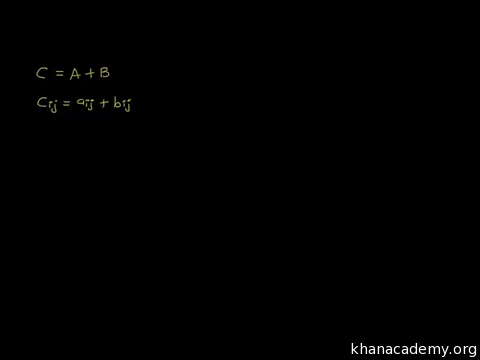 C = A + B
Cij = aij + bij
khanacademy.org